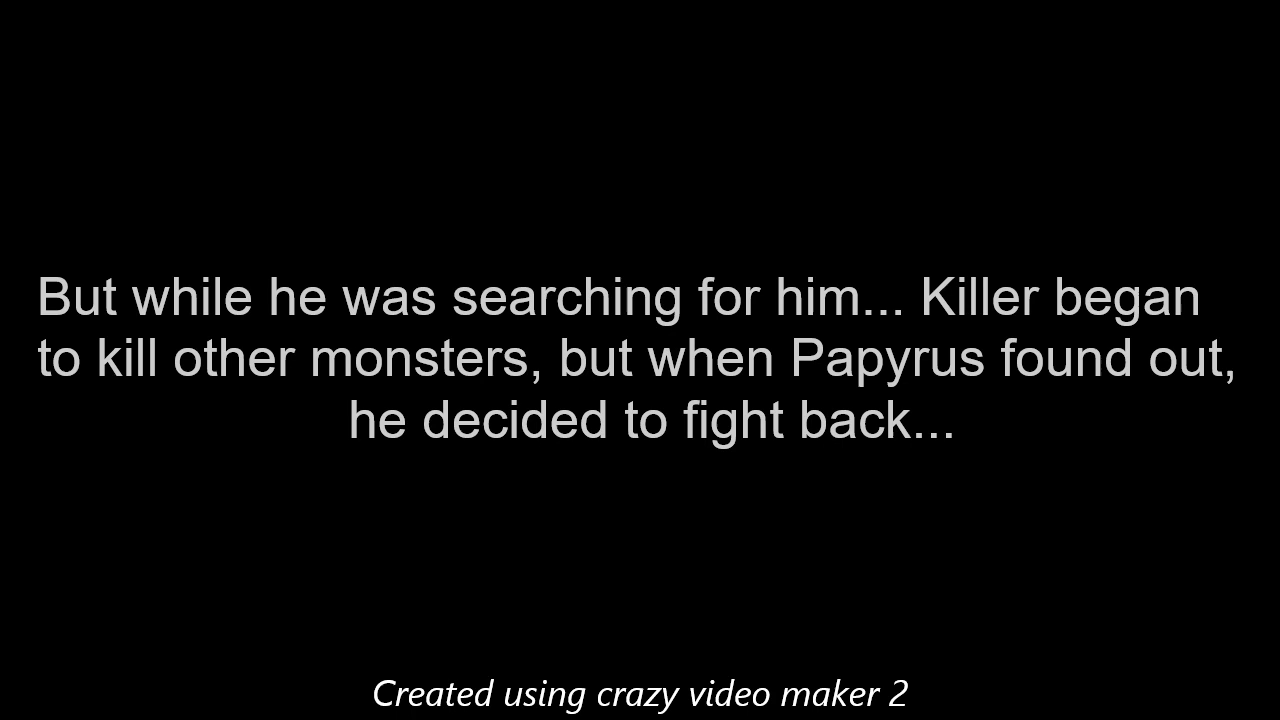 But while he was searching for him... Killer began
to kill other monsters, but when Papyrus found out,
he decided to fight back...
Created using crazy video maker 2